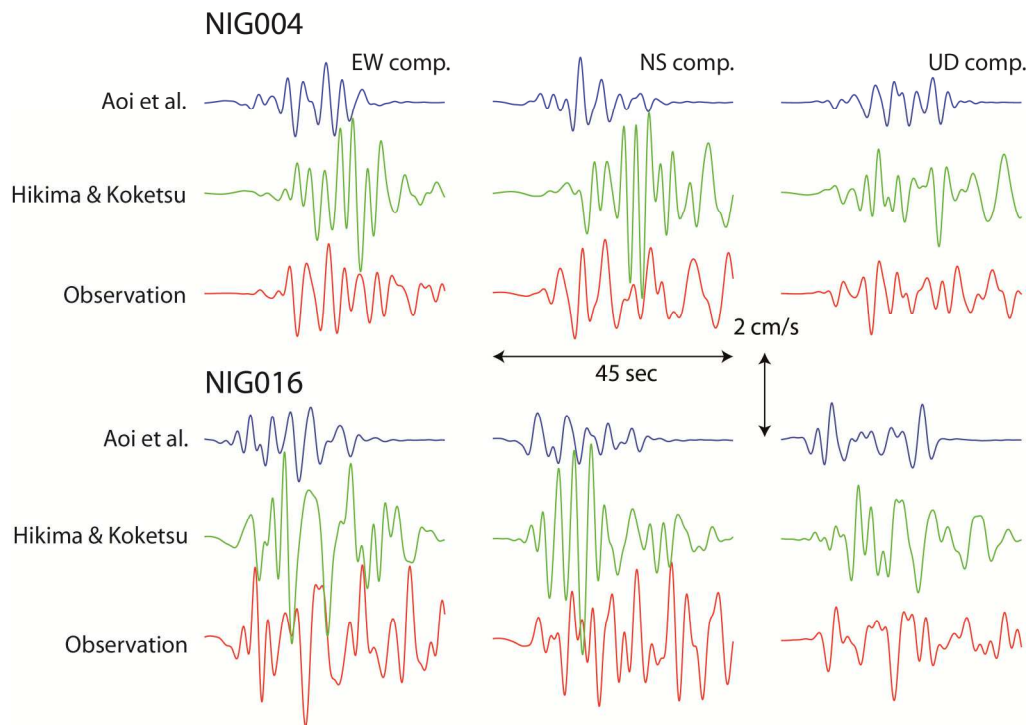 NIG004
EW comp. NS comp. UD comp.
Aoi et al.
Hikima & Koketsu
Observation
2 cm/s
45 sec
NIG016
Aoi et al.
Hikima & Koketsu
Observation